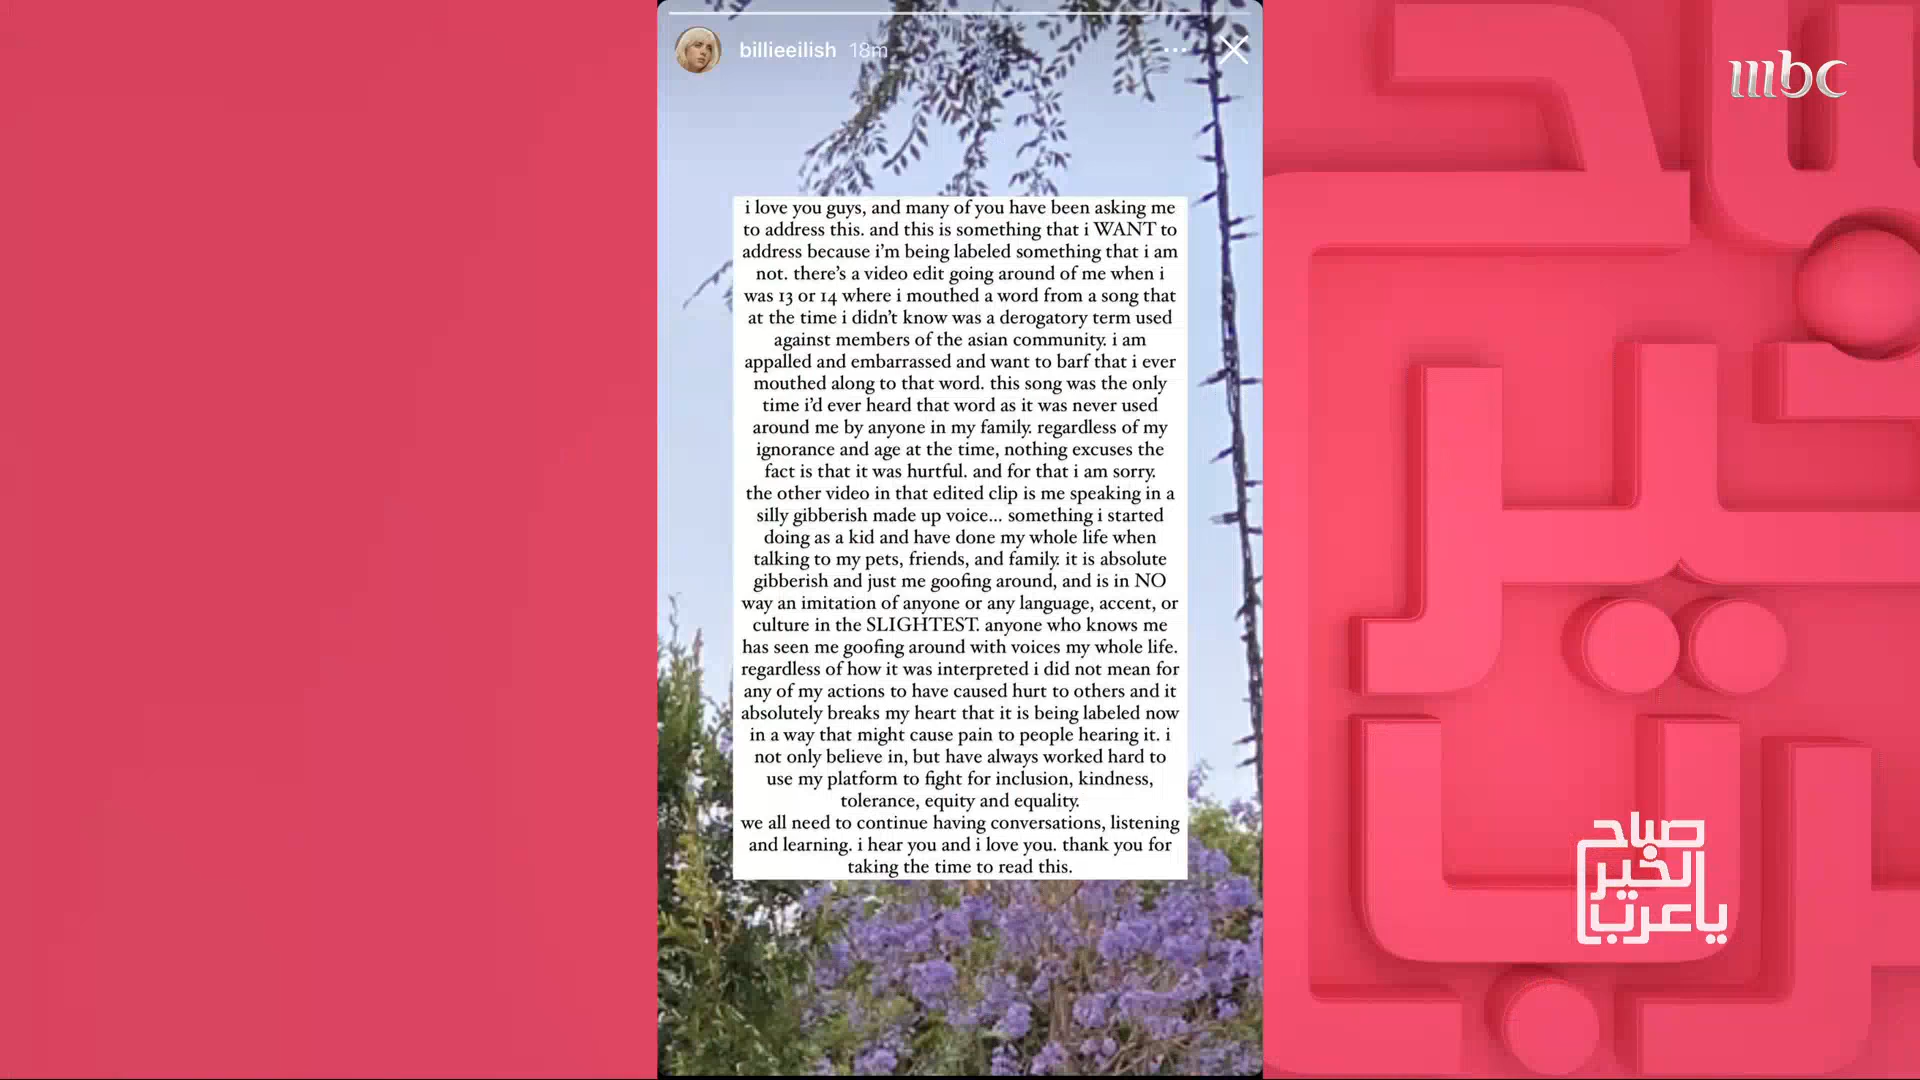 billieeilish 18m
mbc
i love you guys, and many of you have been asking me
to address this. and this is something that i WANT to
address because i'm being labeled something that i am
not. there's a video edit going around of me when i
was 13 or 14 where i mouthed a word from a song that
at the time i didn't know was a derogatory term used
against members of the asian community. i am
appalled and embarrassed and want to barf that i ever
mouthed along to that word. this song was the only
time i'd ever heard that word as it was never used
around me by anyone in my family. regardless of my
ignorance and age at the time, nothing excuses the
fact is that it was hurtful. and for that i am sorry.
the other video in that edited clip is me speaking in a
silly gibberish made up voice... something i started
doing as a kid and have done my whole life when
talking to my pets, friends, and family. it is absolute
gibberish and just me goofing around, and is in NO
way an imitation of anyone or any language, accent, or
culture in the SLIGHTEST. anyone who knows me
has seen me goofing around with voices my whole life.
regardless of how it was interpreted i did not mean for
any of my actions to have caused hurt to others and it
absolutely breaks my heart that it is being labeled now
in a way that might cause pain to people hearing it. i
not only believe in, but have always worked hard to
use my platform to fight for inclusion, kindness,
tolerance, equity and equality.
we all need to continue having conversations, listening
and learning. i hear you and i love you. thank you for
taking the time to read this.
صباح
الخير
يا عرب